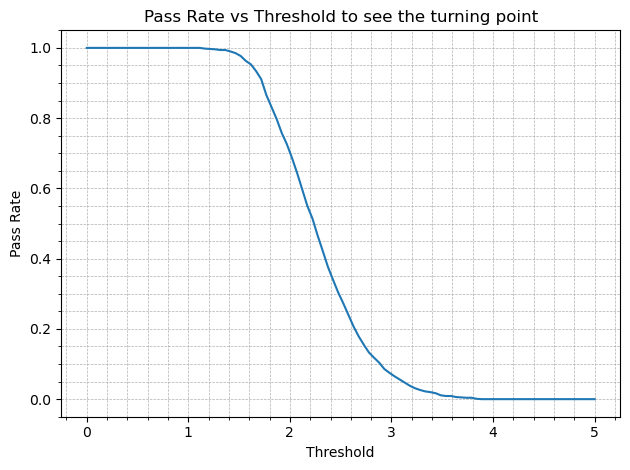 Pass Rate vs Threshold to see the turning point
Pass Rate
1.0
0.8
0.6
0.4
0.2
0.0
0 1 2 3 4 5
Threshold